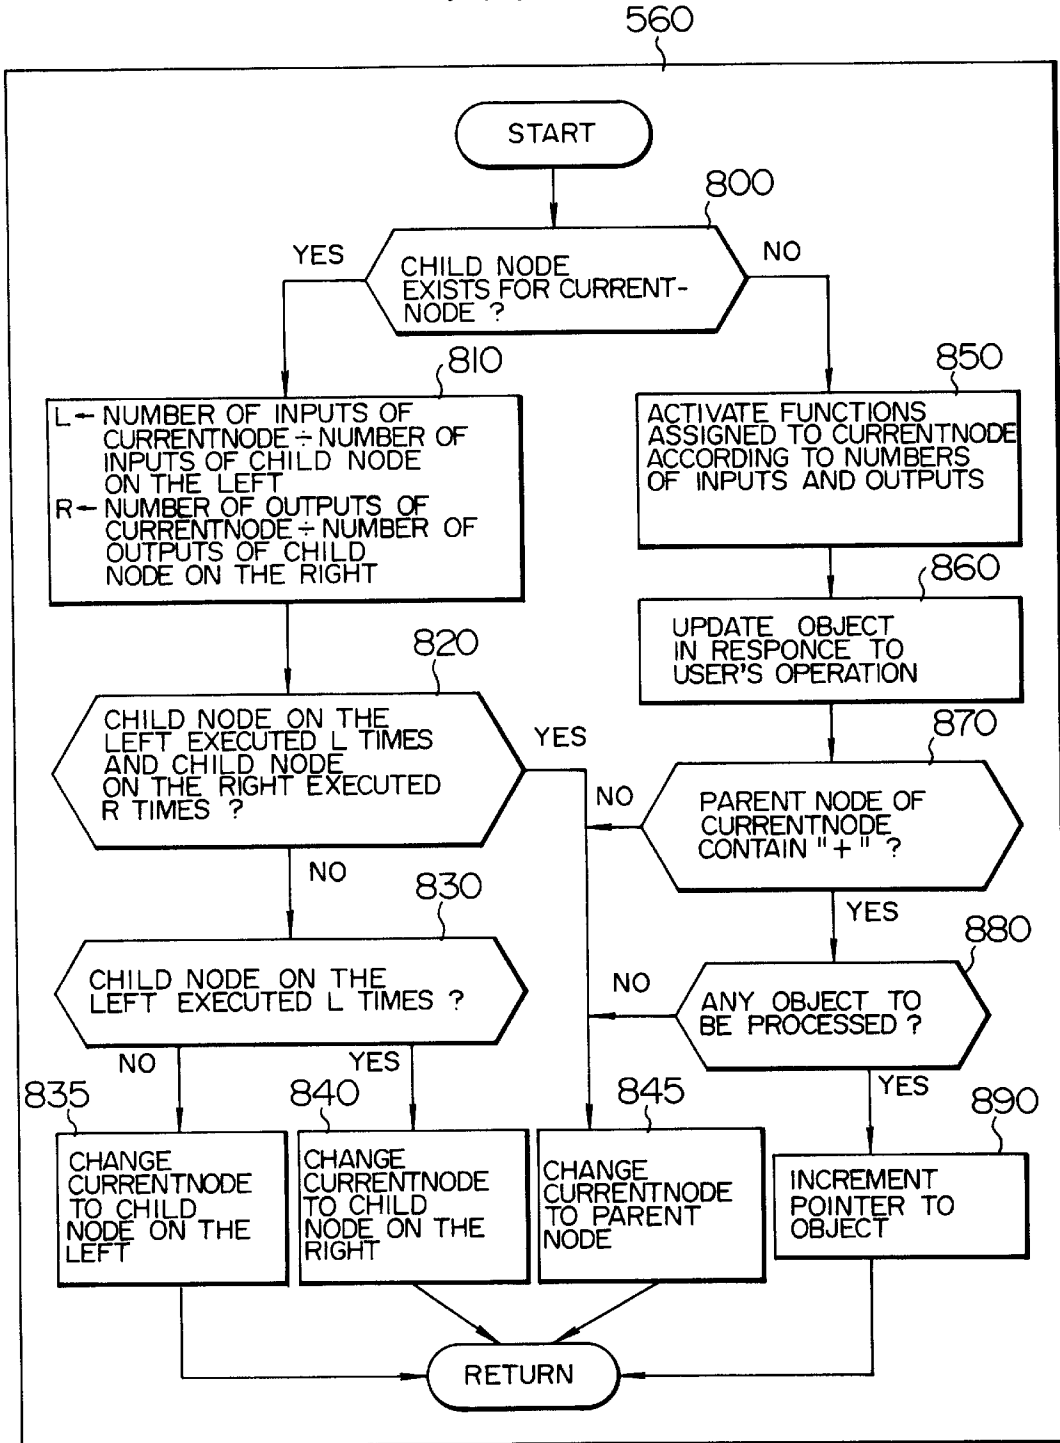 560
START
800
YES
NO
CHILD NODE
EXISTS FOR CURRENT-
NODE ?
810
L ← NUMBER OF INPUTS OF
CURRENTNODE ÷ NUMBER OF
INPUTS OF CHILD NODE
ON THE LEFT
R ← NUMBER OF OUTPUTS OF
CURRENTNODE ÷ NUMBER OF
OUTPUTS OF CHILD
NODE ON THE RIGHT
850
ACTIVATE FUNCTIONS
ASSIGNED TO CURRENTNODE
ACCORDING TO NUMBERS
OF INPUTS AND OUTPUTS
860
UPDATE OBJECT
IN RESPONCE TO
USER'S OPERATION
820
CHILD NODE ON THE
LEFT EXECUTED L TIMES
AND CHILD NODE
ON THE RIGHT EXECUTED
R TIMES ?
YES
NO
870
PARENT NODE OF
CURRENTNODE
CONTAIN "+" ?
NO
YES
830
CHILD NODE ON THE
LEFT EXECUTED L TIMES ?
NO
YES
880
ANY OBJECT TO
BE PROCESSED ?
NO
YES
835
CHANGE
CURRENTNODE
TO CHILD
NODE ON THE
LEFT
840
CHANGE
CURRENTNODE
TO CHILD
NODE ON THE
RIGHT
845
CHANGE
CURRENTNODE
TO PARENT
NODE
890
INCREMENT
POINTER TO
OBJECT
RETURN